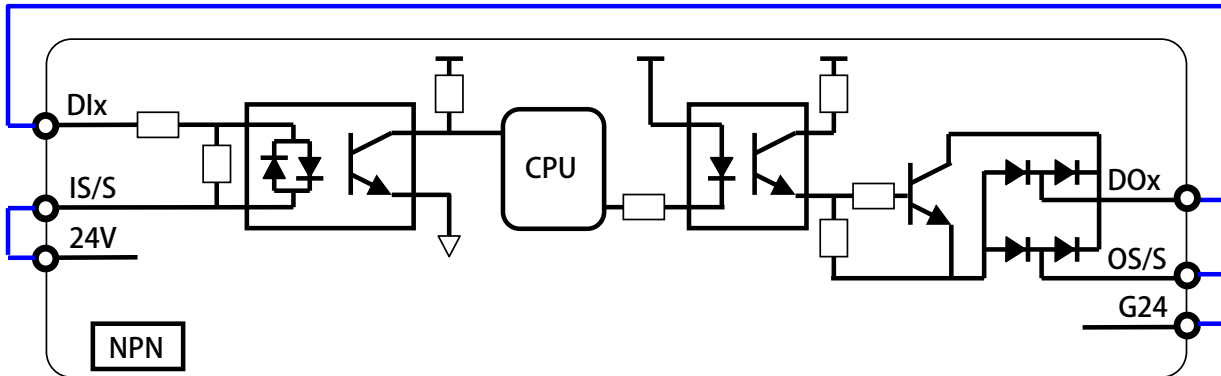 DIx
IS/S
24V
CPU
DOx
OS/S
G24
NPN